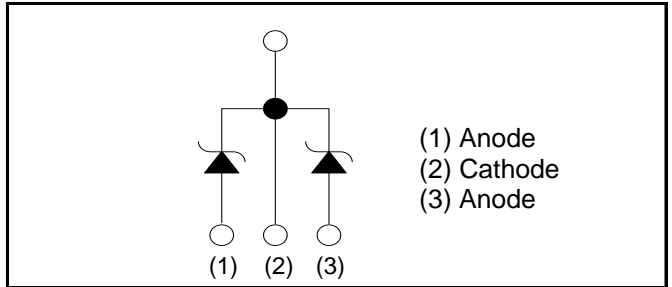 (1) Anode
(2) Cathode
(3) Anode
(1) (2) (3)